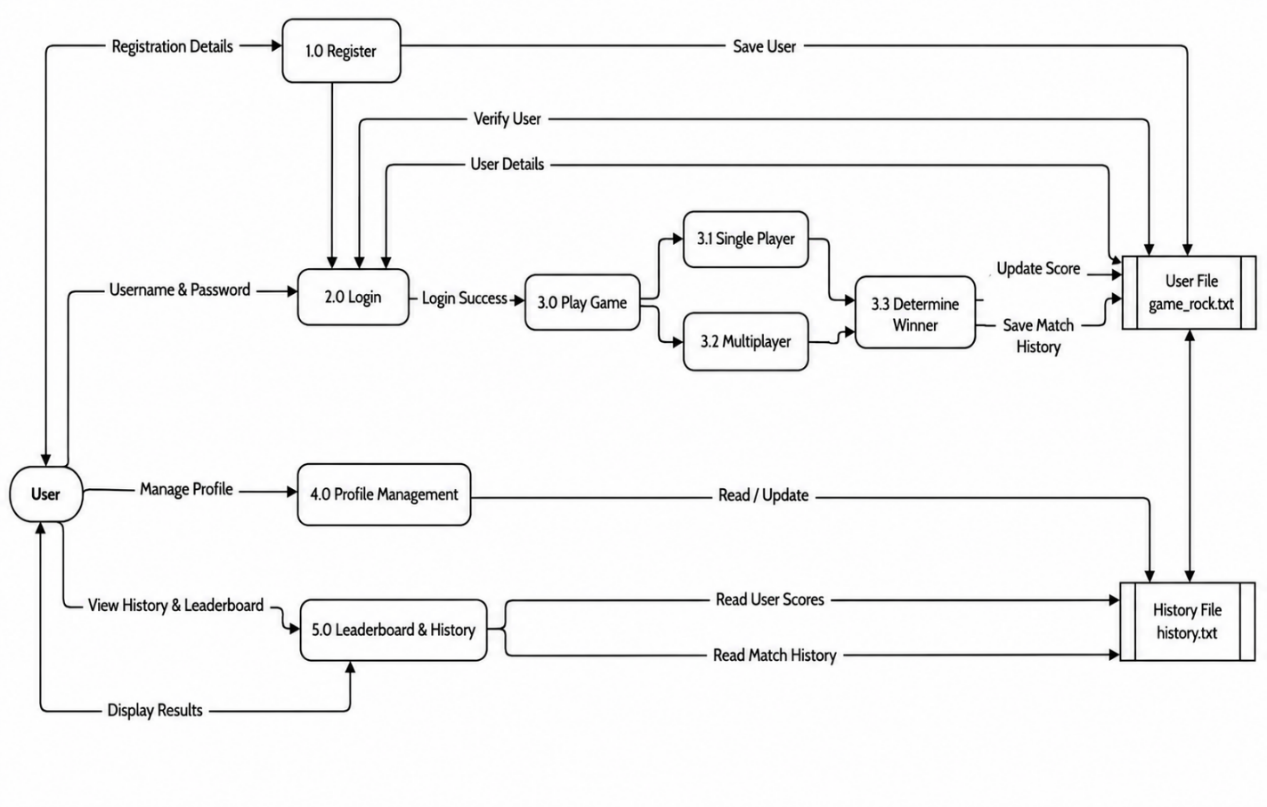 Registration Details
1.0 Register
Save User
Verify User
User Details
3.1 Single Player
Username & Password
2.0 Login
Login Success
3.0 Play Game
3.2 Multiplayer
3.3 Determine
Winner
Update Score
Save Match
History
User File
game_rock.txt
User
Manage Profile
4.0 Profile Management
Read / Update
View History & Leaderboard
5.0 Leaderboard & History
Read User Scores
Read Match History
History File
history.txt
Display Results